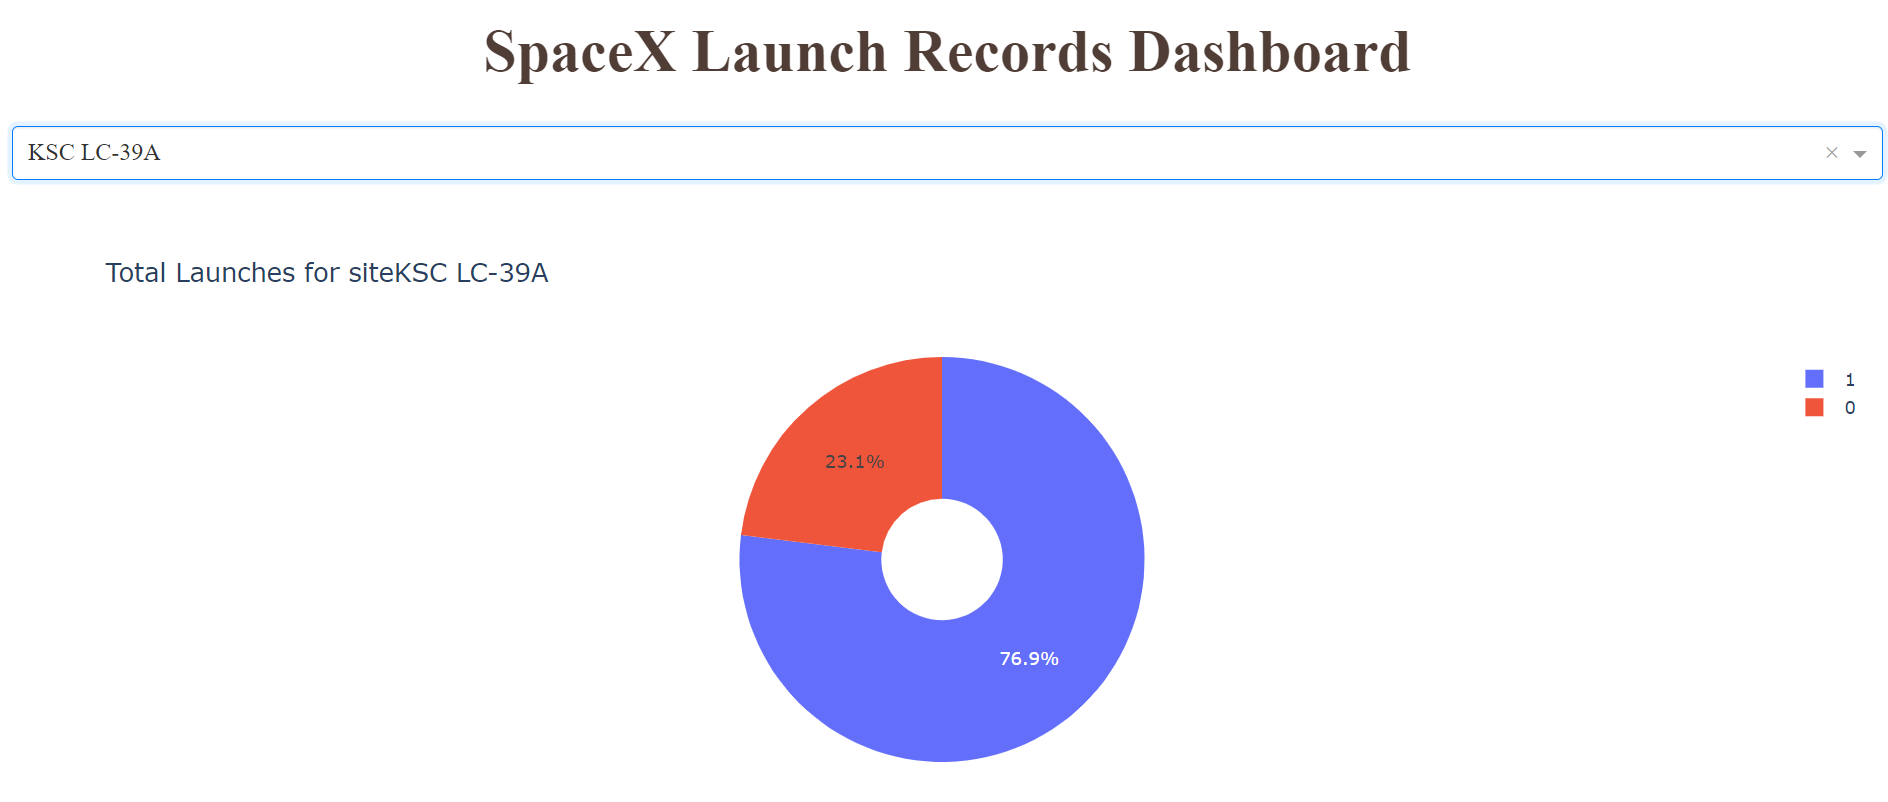 SpaceX Launch Records Dashboard
KSC LC-39A
Total Launches for siteKSC LC-39A
1
0
23.1%
76.9%